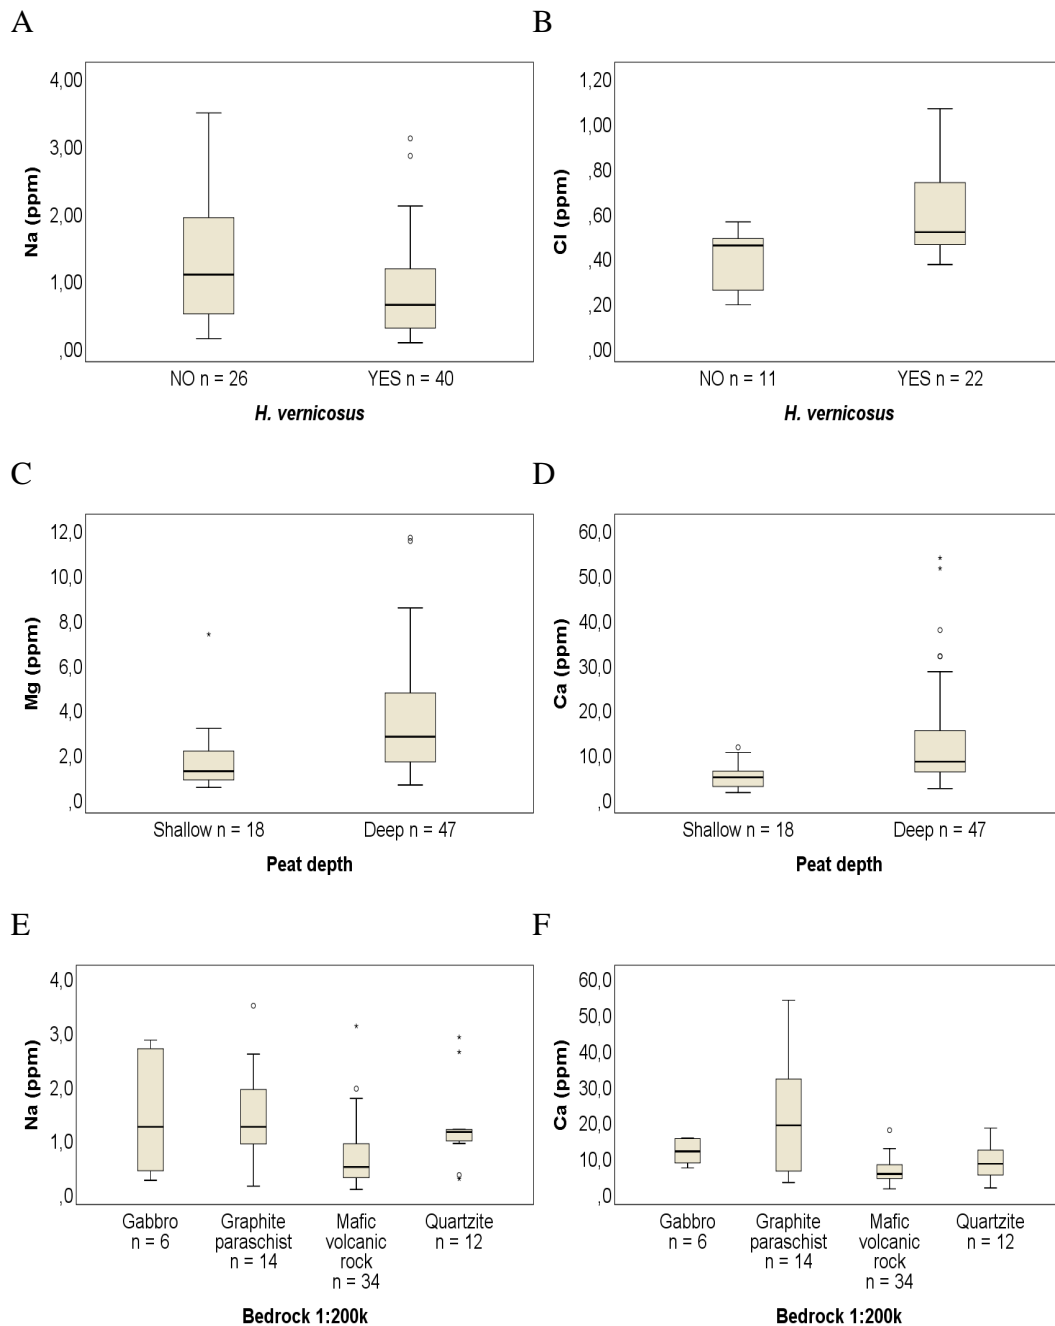 A
4,00
3,00
2,00
1,00
,00
Na (ppm)
NO n = 26
YES n = 40
H. vernicosus
B
1,20
1,00
,80
,60
,40
,20
,00
Cl (ppm)
NO n = 11
YES n = 22
H. vernicosus
C
12,0
10,0
8,0
6,0
4,0
2,0
,0
Mg (ppm)
Shallow n = 18
Deep n = 47
Peat depth
D
60,0
50,0
40,0
30,0
20,0
10,0
,0
Ca (ppm)
Shallow n = 18
Deep n = 47
Peat depth
E
4,0
3,0
2,0
1,0
,0
Na (ppm)
Gabbro
n = 6
Graphite
paraschist
n = 14
Mafic
volcanic
rock
n = 34
Quartzite
n = 12
Bedrock 1:200k
F
60,0
50,0
40,0
30,0
20,0
10,0
,0
Ca (ppm)
Gabbro
n = 6
Graphite
paraschist
n = 14
Mafic
volcanic
rock
n = 34
Quartzite
n = 12
Bedrock 1:200k